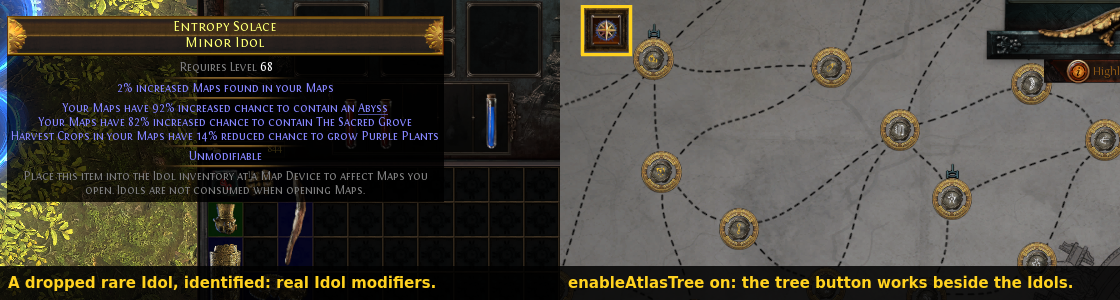 Entropy Solace
Minor Idol
Requires Level 68
2% increased Maps found in your Maps
Your Maps have 92% increased chance to contain an Abyss
Your Maps have 82% increased chance to contain The Sacred Grove
Harvest Crops in your Maps have 14% reduced chance to grow Purple Plants
Unmodifiable
Place this item into the Idol inventory at a Map Device to affect Maps you
open. Idols are not consumed when opening Maps.
Highl
A dropped rare Idol, identified: real Idol modifiers.
enableAtlasTree on: the tree button works beside the Idols.